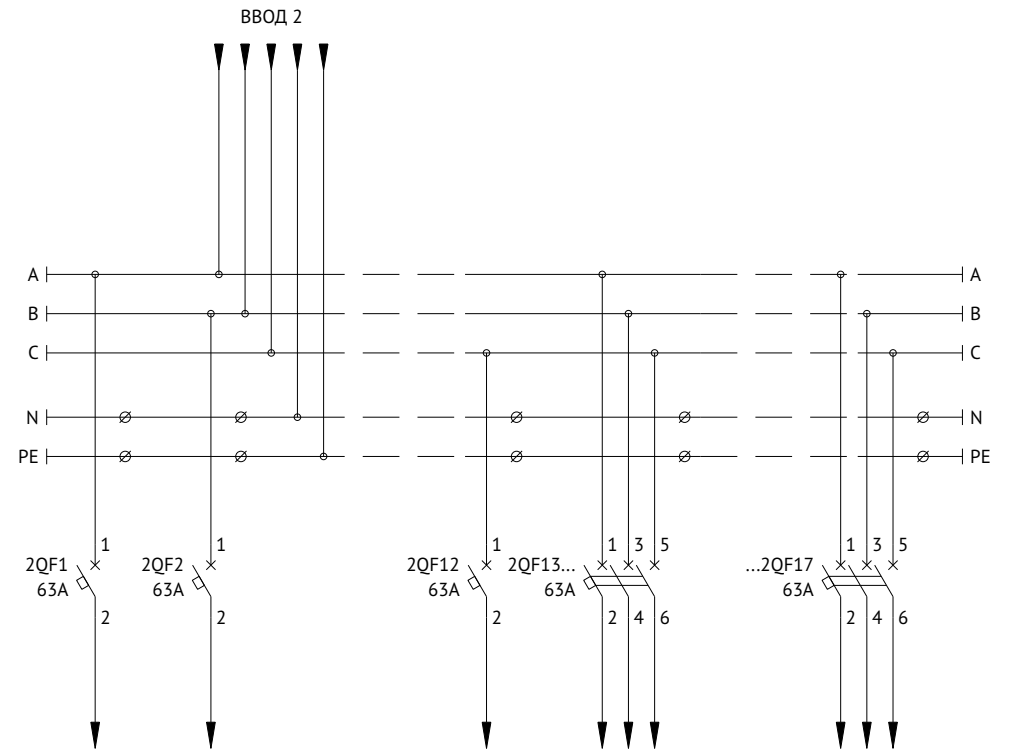 ВВОД 2
A A
B B
C C
N N
PE PE
1 1 1 1 3 5 1 3 5
2QF1 2QF2 2QF12 2QF13... ...2QF17
63A 63A 63A 63A 63A
2 2 2 2 4 6 2 4 6